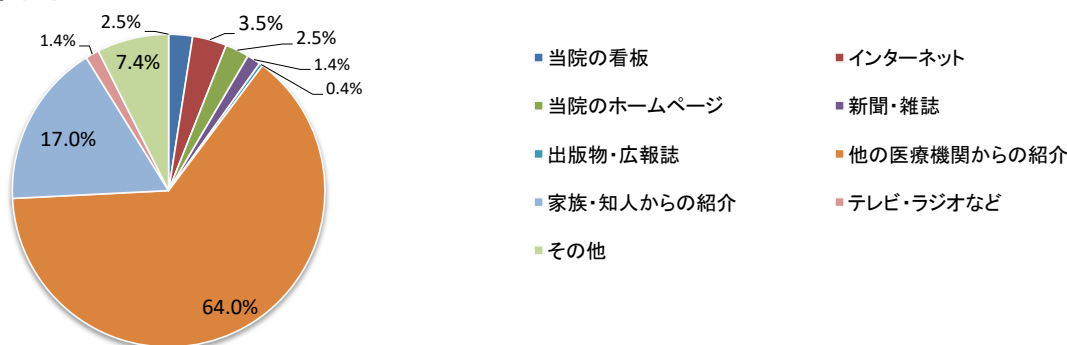 2.5%
3.5%
2.5%
1.4%
0.4%
1.4%
7.4%
17.0%
64.0%
当院の看板
インターネット
当院のホームページ
新聞・雑誌
出版物・広報誌
他の医療機関からの紹介
家族・知人からの紹介
テレビ・ラジオなど
その他